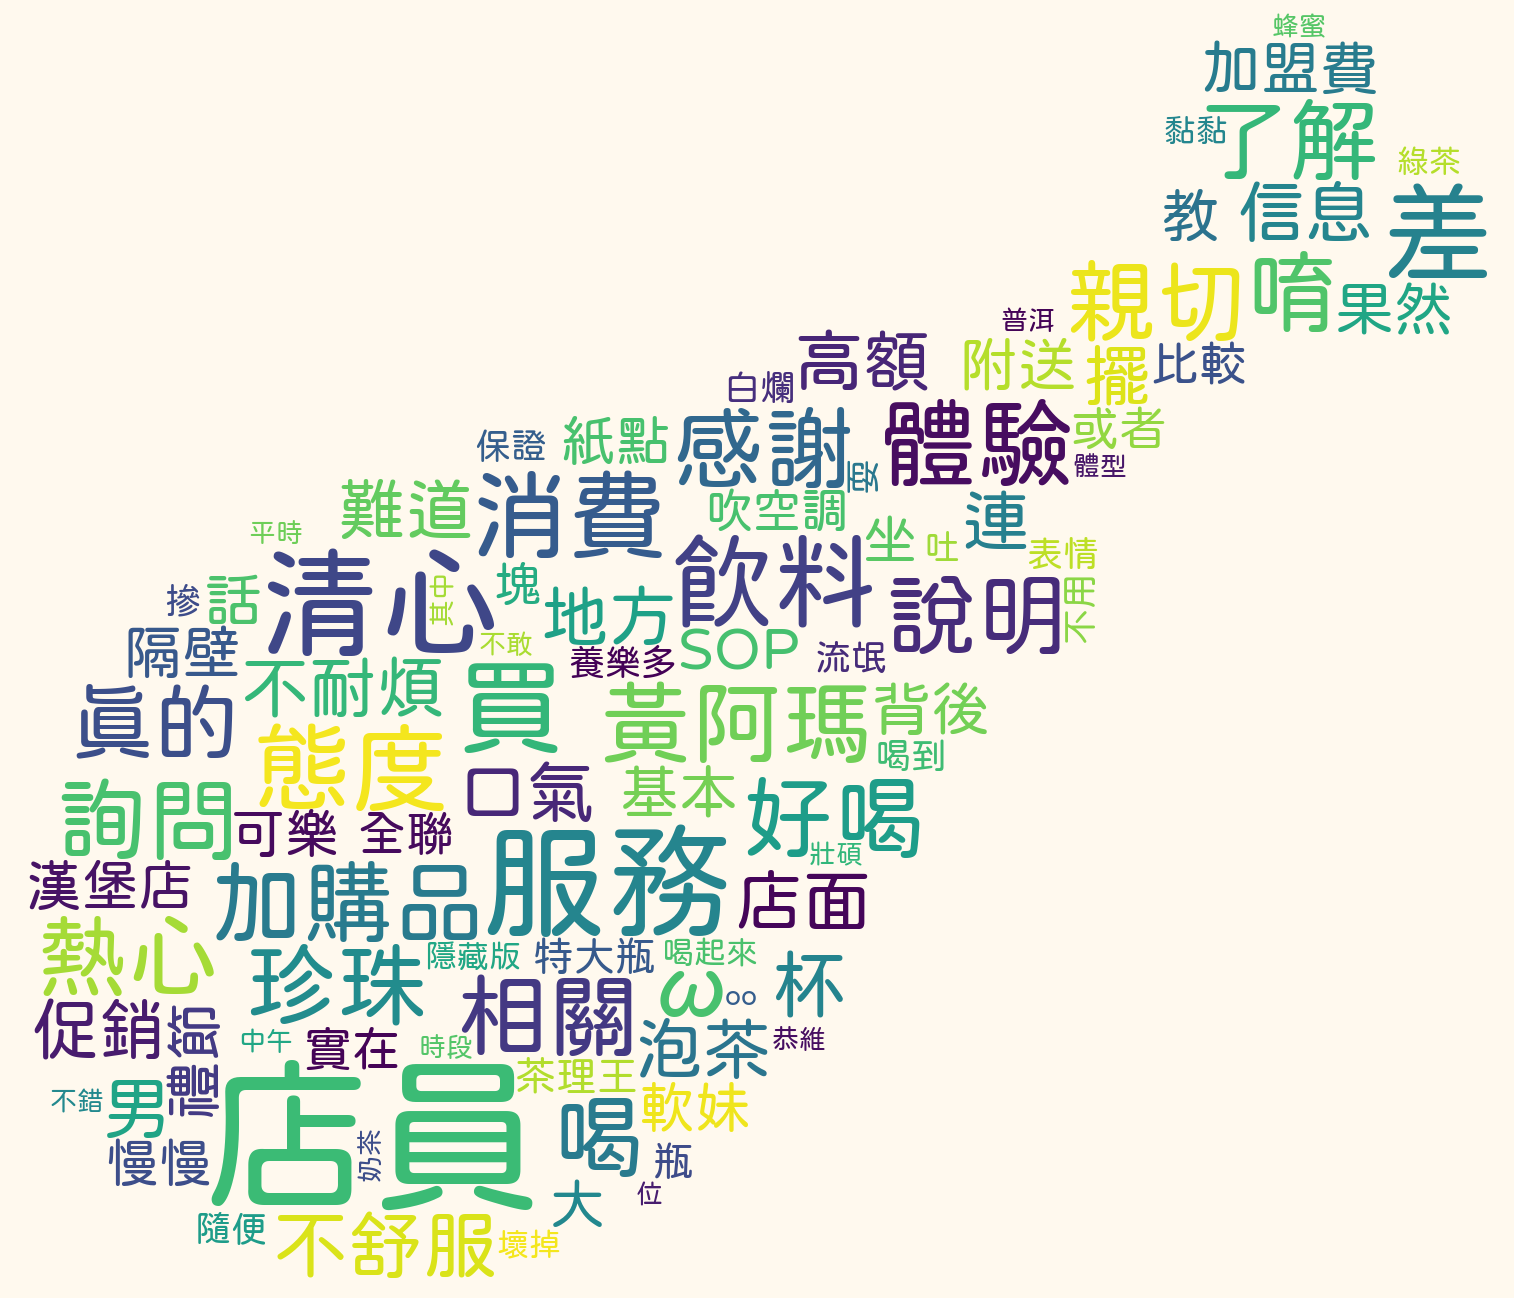 蜂蜜
加盟費
了解
黏黏
綠茶
差
教
信息
親切
唷
果然
普洱
高額
附送
擺
比較
白爛
感謝
體驗
或者
體型
保證
紙點
耍
消費
難道
吹空調
連
坐
吐
表情
平時
清心
飲料
說明
不用
其中
塊
地方
摻
話
隔壁
不敢
養樂多
SOP
流氓
不耐煩
買
黃阿瑪
背後
真的
喝到
態度
口氣
基本
好喝
詢問
可樂
全聯
服務
壯碩
漢堡店
加購品
店面
熱心
珍珠
隱藏版
特大瓶
喝起來
杯
相關
ω
oo
促銷
禮節
中午
實在
時段
泡茶
恭維
茶理王
店員
軟妹
不錯
男
喝
慢慢
奶茶
瓶
大
位
隨便
不舒服
壞掉